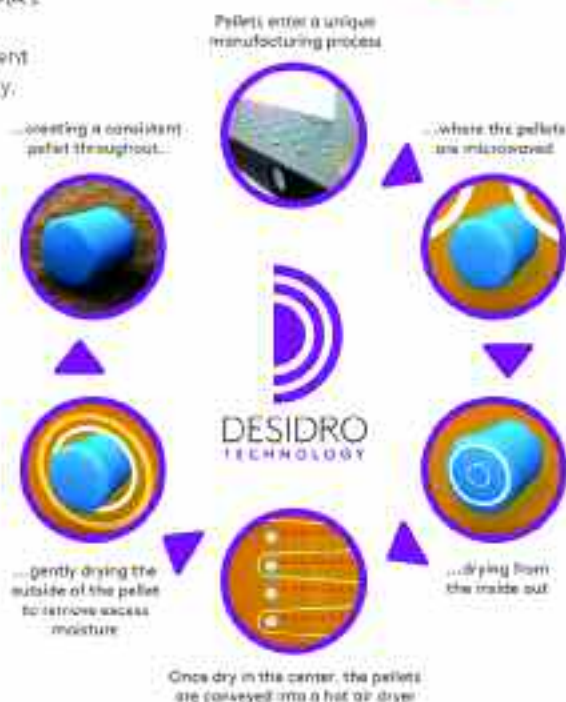 ent
y.
Pellets enter a unique
manufacturing process
...where the pellets
are microwaved
...drying from
the inside out
Once dry in the center, the pellets
are conveyed into a hot air dryer
...gently drying the
outside of the pellet
to remove excess
moisture
...creating a consistent
pellet throughout...
DESIDRO
TECHNOLOGY